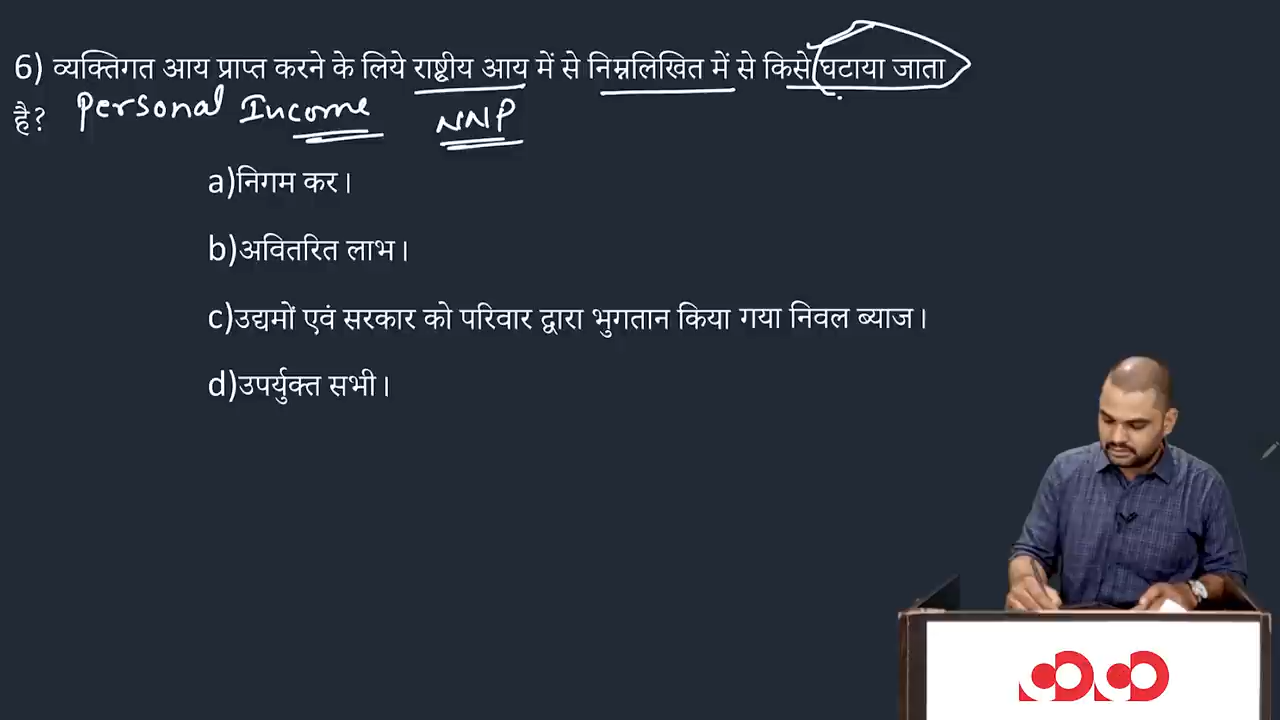 6) व्यक्तिगत आय प्राप्त करने के लिये राष्ट्रीय आय में से निम्नलिखित में से किसे घटाया जाता
है?
Personal Income NNP
a)निगम कर।
b)अवितरित लाभ।
c)उद्यमों एवं सरकार को परिवार द्वारा भुगतान किया गया निवल ब्याज।
d)उपर्युक्त सभी।